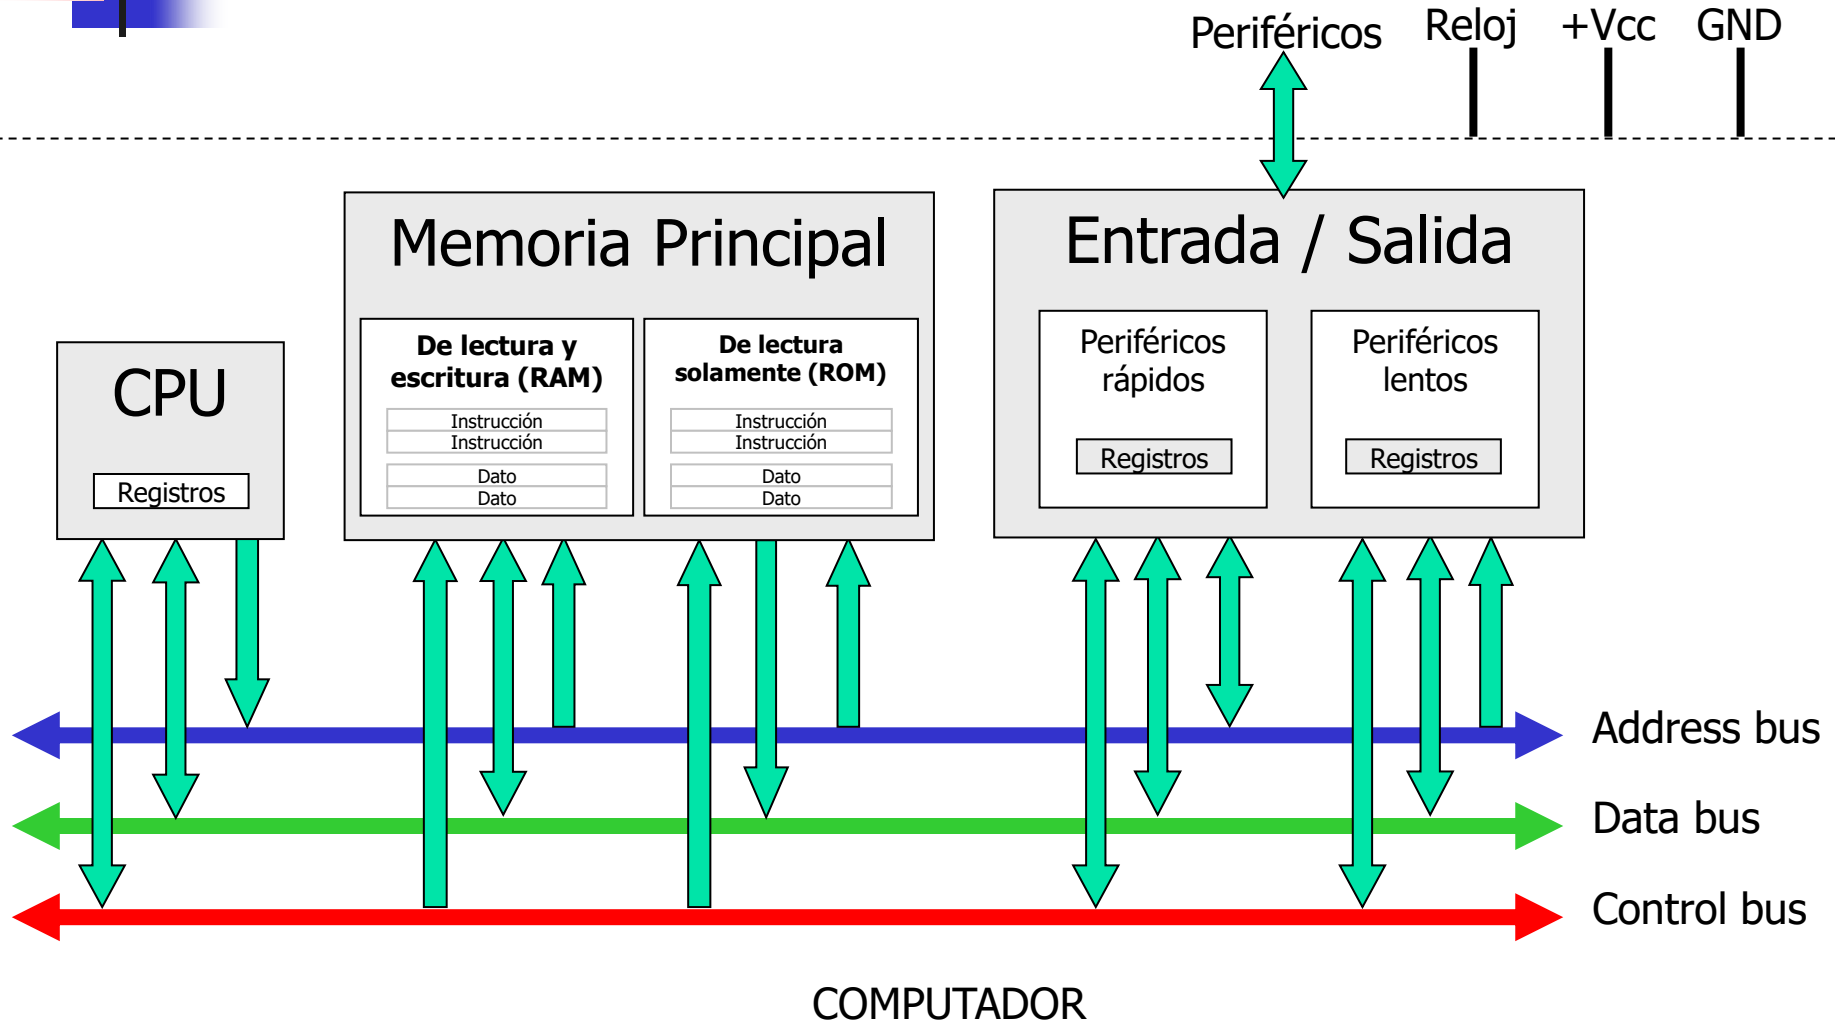 Periféricos
Reloj
+Vcc
GND
CPU
Registros
Memoria Principal
De lectura y
escritura (RAM)
Instrucción
Instrucción
Dato
Dato
De lectura
solamente (ROM)
Instrucción
Instrucción
Dato
Dato
Entrada / Salida
Periféricos
rápidos
Registros
Periféricos
lentos
Registros
Address bus
Data bus
Control bus
COMPUTADOR